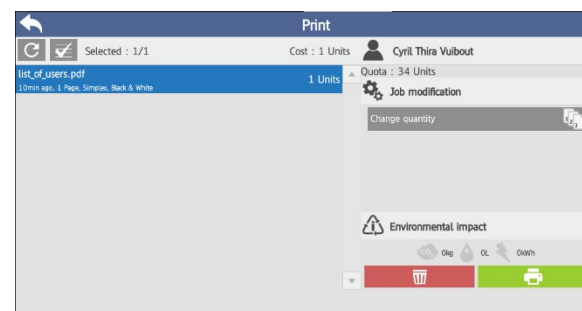 Print
Selected : 1/1
Cost : 1 Units
Cyril Thira Vuibout
list_of_users.pdf
1 Units
10min ago, 1 Page, Simplex, Black & White
Quota : 34 Units
Job modification
Change quantity
Environmental impact
0kg 0L 0kWh